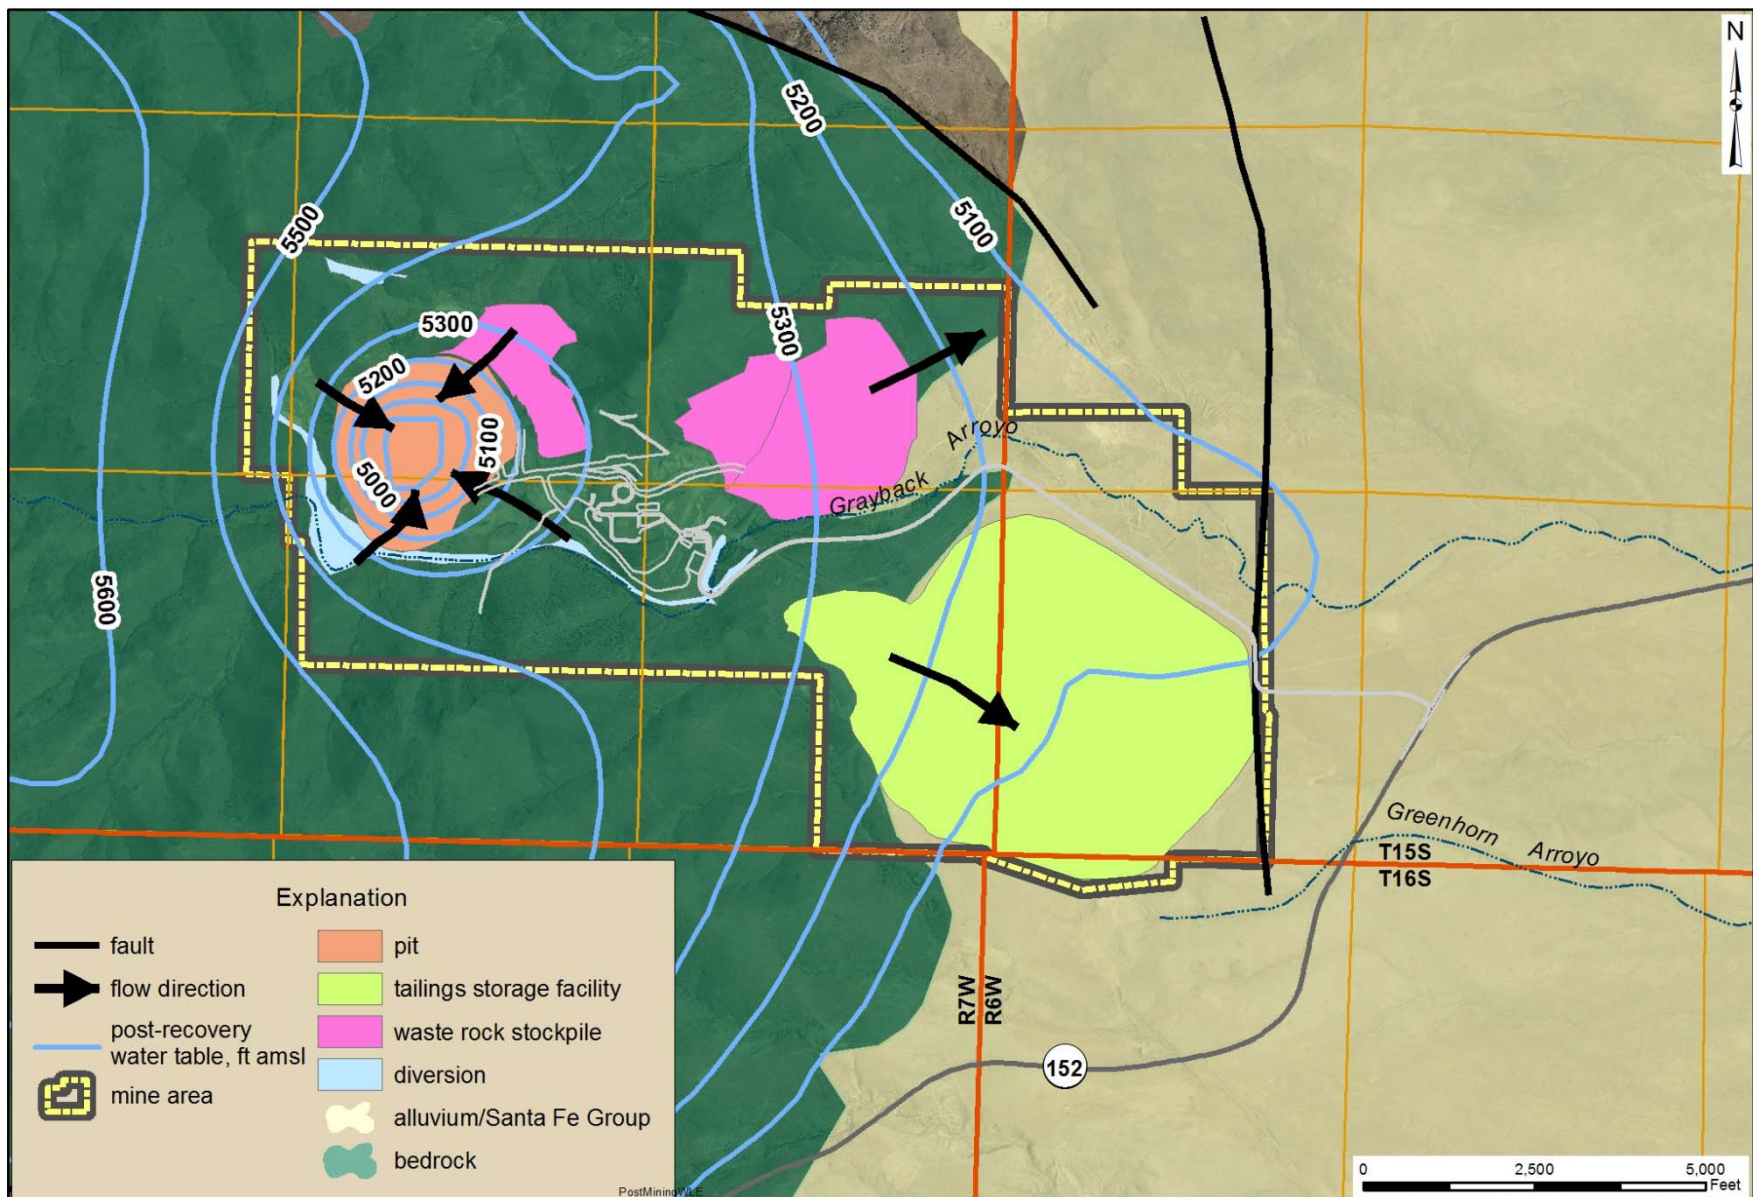 N
5200
5100
5500
5300
5300
5200
5100
5000
Grayback Arroyo
5600
Greenhorn Arroyo
T15S
T16S
R7W
R6W
152
Explanation
fault
flow direction
post-recovery
water table, ft amsl
mine area
pit
tailings storage facility
waste rock stockpile
diversion
alluvium/Santa Fe Group
bedrock
0 2,500 5,000
Feet